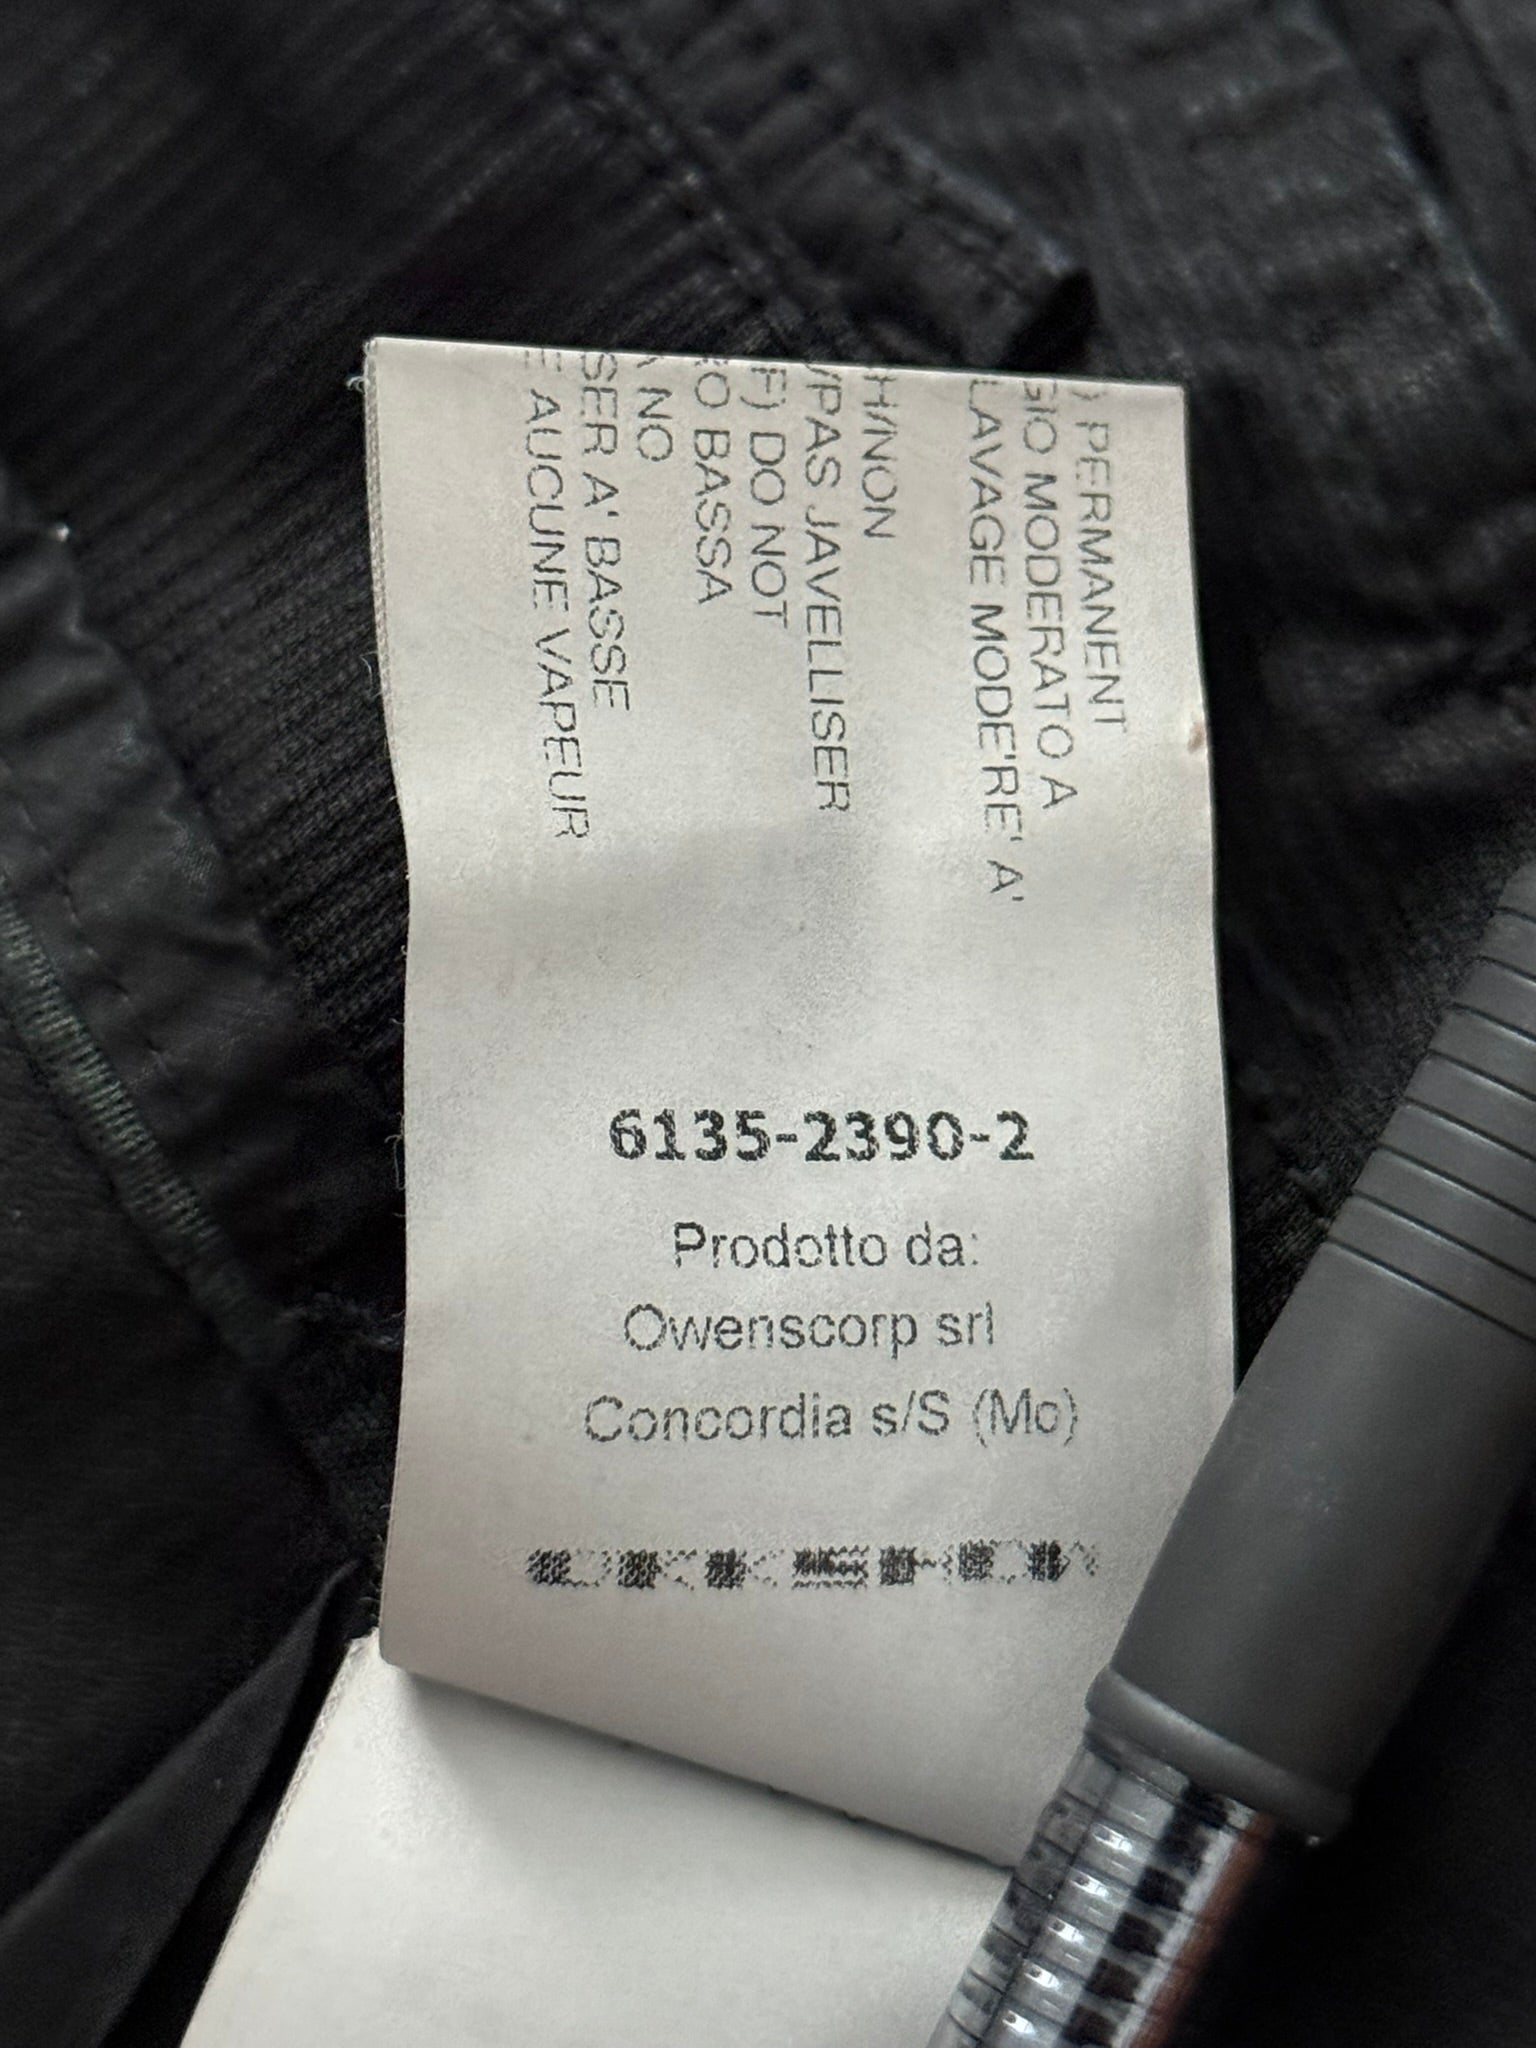 ) PERMANENT
GIO MODERATO A
LAVAGE MODE'RE' A'
H/NON
/PAS JAVELLISER
F) DO NOT
O BASSA
NO
SER A' BASSE
E AUCUNE VAPEUR
6135-2390-2
Prodotto da:
Owenscorp srl
Concordia s/S (Mo)